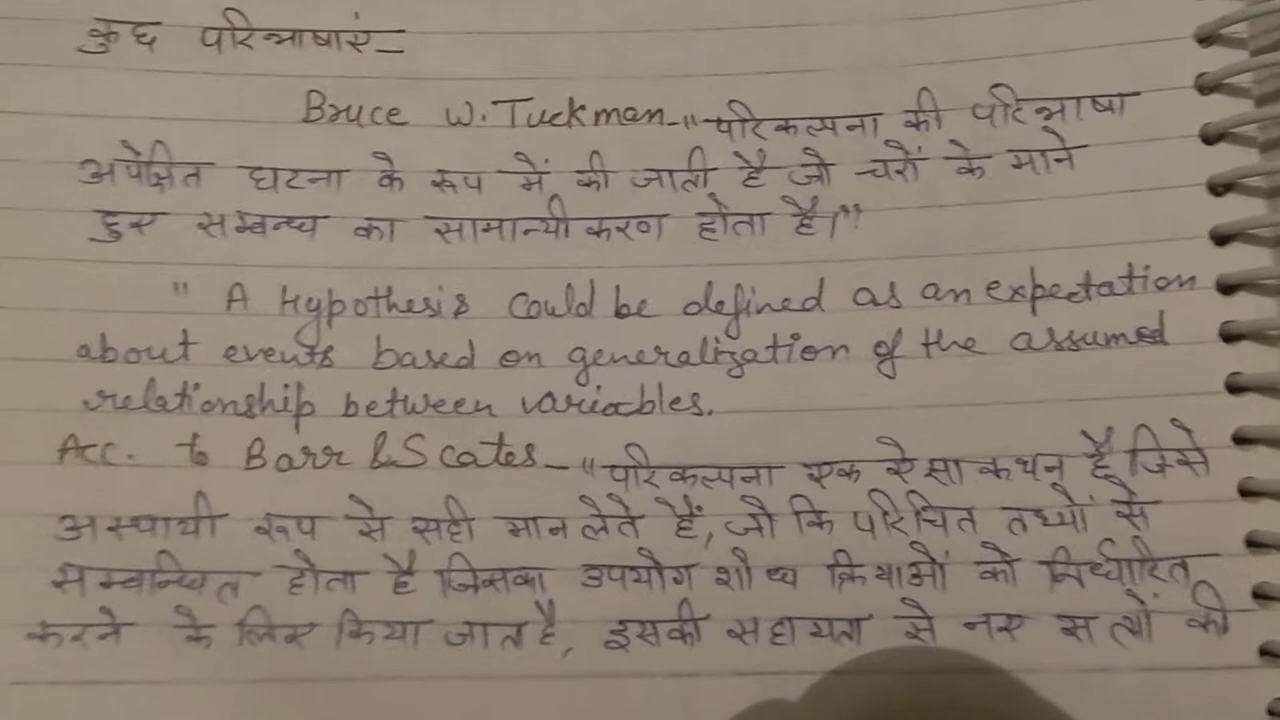 कुछ परिभाषाएं-
Bruce W. Tuckman-"परिकल्पना की परिभाषा
अपेक्षित घटना के रूप में की जाती है जो चरों के माने
हुए सम्बन्ध का सामान्यीकरण होता है।"
" A Hypothesis could be defined as an expectation
about events based on generalization of the assumed
relationship between variables.
Acc. to Barr & Scates-"परिकल्पना एक ऐसा कथन है जिसे
अस्थायी रूप से सही मान लेते हैं, जो कि परिचित तथ्यों से
सम्बन्धित होता है जिसका उपयोग शोध क्रियाओं को निर्धारित
करने के लिए किया जात है, इसकी सहायता से नए सत्यों की